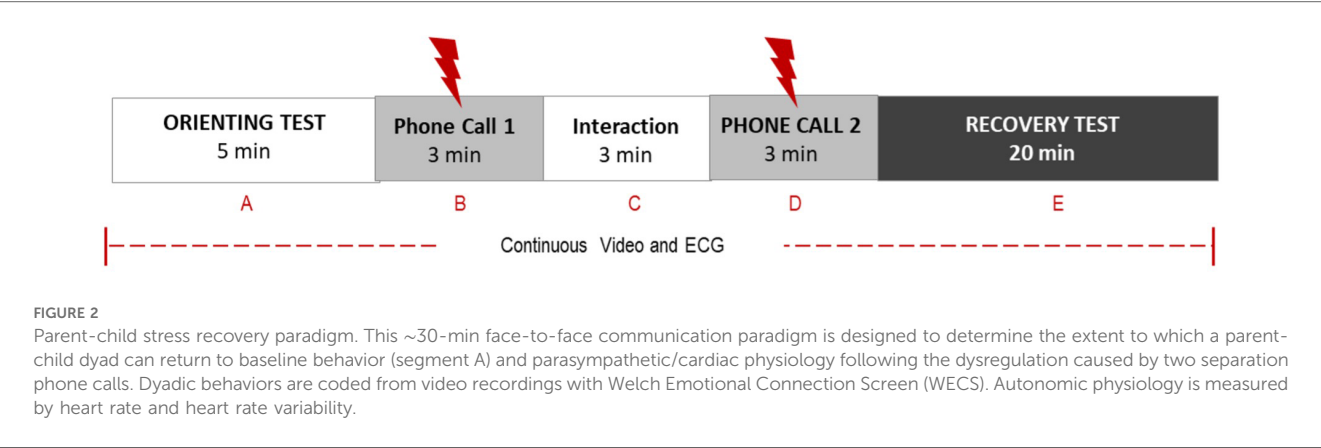 ORIENTING TEST
5 min
Phone Call 1
3 min
Interaction
3 min
PHONE CALL 2
3 min
RECOVERY TEST
20 min
A
B
C
D
E
Continuous Video and ECG
FIGURE 2
Parent-child stress recovery paradigm. This ~30-min face-to-face communication paradigm is designed to determine the extent to which a parent-
child dyad can return to baseline behavior (segment A) and parasympathetic/cardiac physiology following the dysregulation caused by two separation
phone calls. Dyadic behaviors are coded from video recordings with Welch Emotional Connection Screen (WECS). Autonomic physiology is measured
by heart rate and heart rate variability.